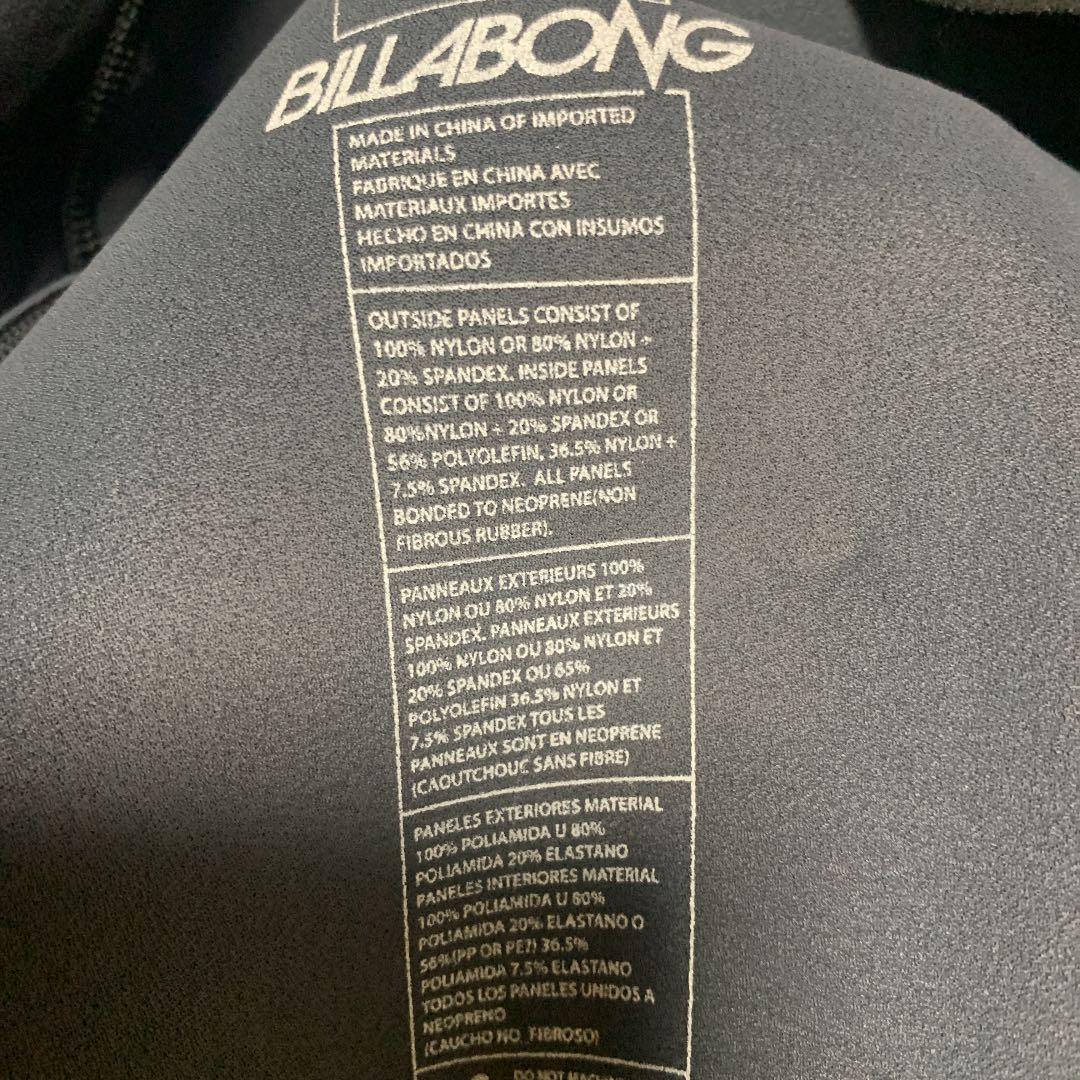 BILLABONG
MADE IN CHINA OF IMPORTED
MATERIALS
FABRIQUE EN CHINA AVEC
MATERIAUX IMPORTES
HECHO EN CHINA CON INSUMOS
IMPORTADOS
OUTSIDE PANELS CONSIST OF
100% NYLON OR 80% NYLON +
20% SPANDEX. INSIDE PANELS
CONSIST OF 100% NYLON OR
80%NYLON + 20% SPANDEX OR
56% POLYOLEFIN, 36.5% NYLON +
7.5% SPANDEX. ALL PANELS
BONDED TO NEOPRENE(NON
FIBROUS RUBBER).
PANNEAUX EXTERIEURS 100%
NYLON OU 80% NYLON ET 20%
SPANDEX. PANNEAUX EXTERIEURS
100% NYLON OU 80% NYLON ET
20% SPANDEX OU 65%
POLYOLEFIN 36.5% NYLON ET
7.5% SPANDEX TOUS LES
PANNEAUX SONT EN NEOPRENE
(CAOUTCHOUC SANS FIBRE)
PANELES EXTERIORES MATERIAL
100% POLIAMIDA U 80%
POLIAMIDA 20% ELASTANO
PANELES INTERIORES MATERIAL
100% POLIAMIDA U 80%
POLIAMIDA 20% ELASTANO O
56%(PP OR PE?) 36.5%
POLIAMIDA 7.5% ELASTANO
TODOS LOS PANELES UNIDOS A
NEOPRENO
(CAUCHO NO FIBROSO)
DO NOT